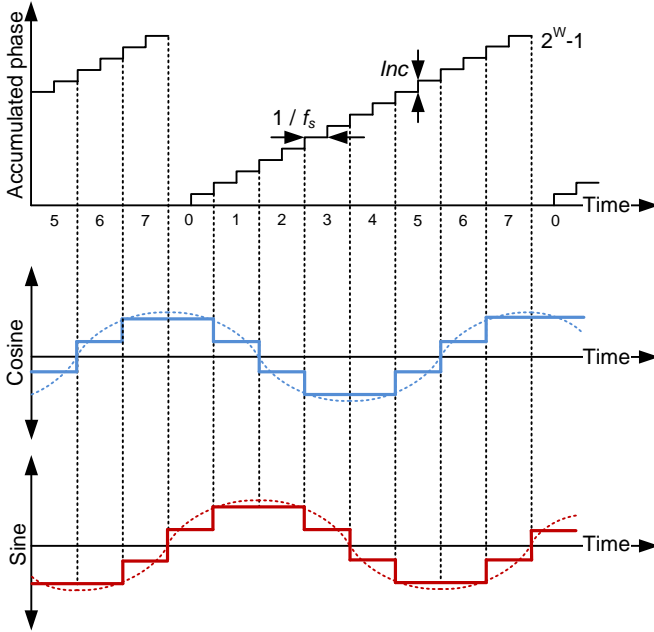 Accumulated phase
2^W-1
Inc
1 / f_s
5 6 7 0 1 2 3 4 5 6 7 0
Time
Cosine
Time
Sine
Time